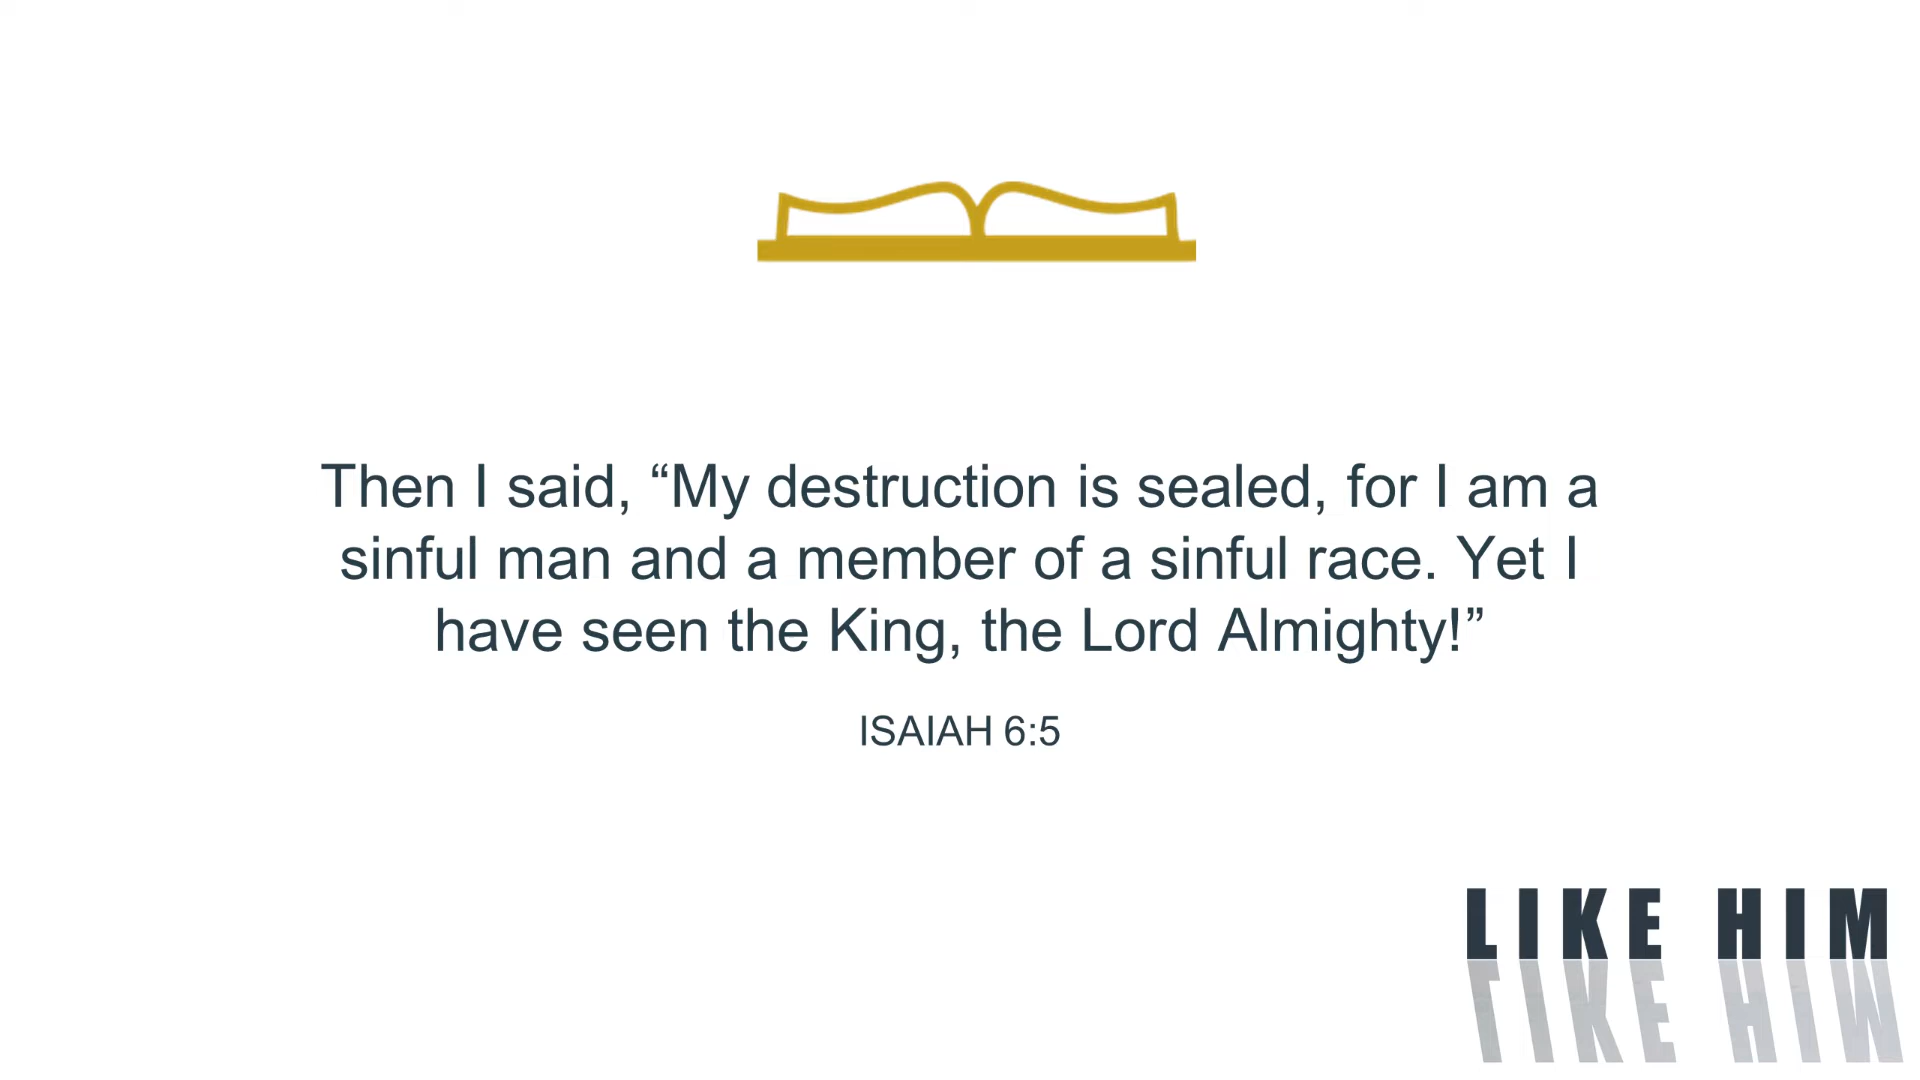 Then I said, “My destruction is sealed, for I am a
sinful man and a member of a sinful race. Yet I
have seen the King, the Lord Almighty!”
ISAIAH 6:5
LIKE HIM